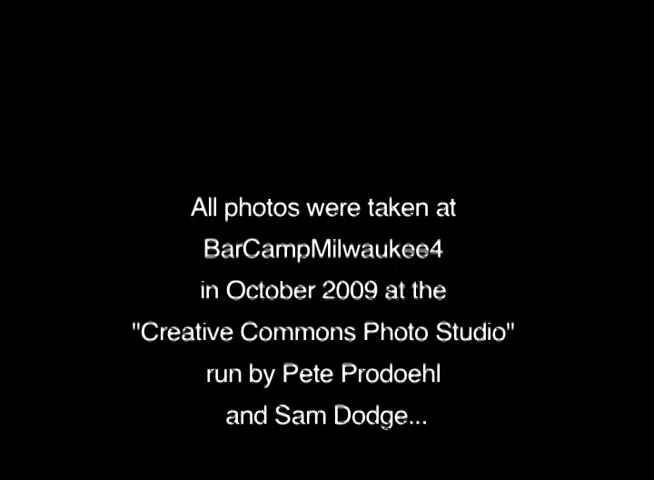 All photos were taken at
BarCampMilwaukee4
in October 2009 at the
"Creative Commons Photo Studio"
run by Pete Prodoehl
and Sam Dodge...